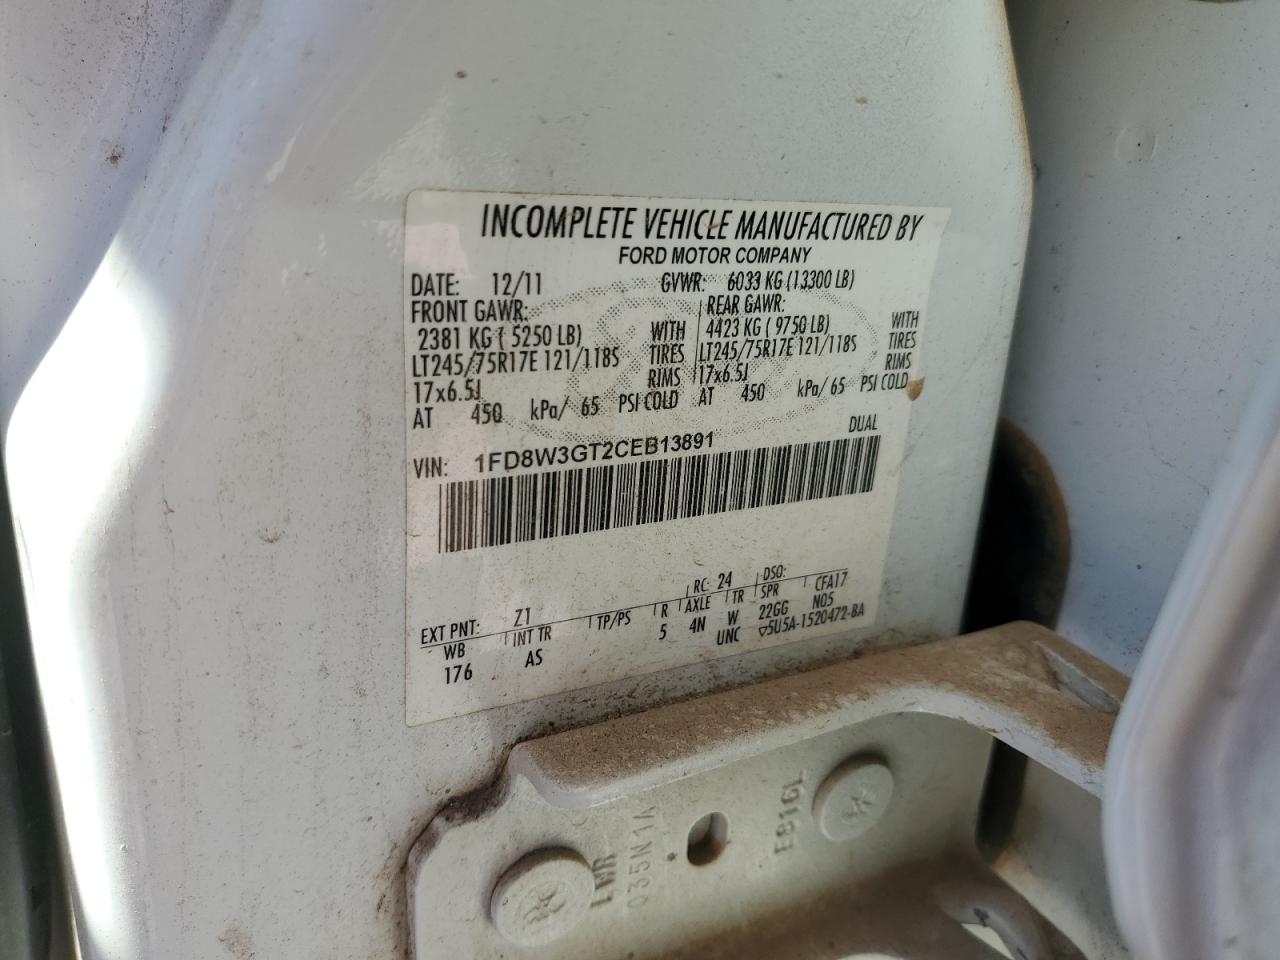 INCOMPLETE VEHICLE MANUFACTURED BY
FORD MOTOR COMPANY
DATE: 12/11 GVWR: 6033 KG (13300 LB)
FRONT GAWR: REAR GAWR:
2381 KG ( 5250 LB) WITH 4423 KG ( 9750 LB) WITH
LT245/75R17E 121/118S TIRES LT245/75R17E 121/118S TIRES
17x6.5J RIMS 17x6.5J RIMS
AT 450 kPa/ 65 PSI COLD AT 450 kPa/ 65 PSI COLD
DUAL
VIN: 1FD8W3GT2CEB13891
EXT PNT: Z1 RC: 24 DSO:
WB INT TR TP/PS R AXLE TR SPR CFA17
176 AS 5 4N W 22GG N05
UNC ▽5U5A-1520472-BA
LWR E816L
035N1A